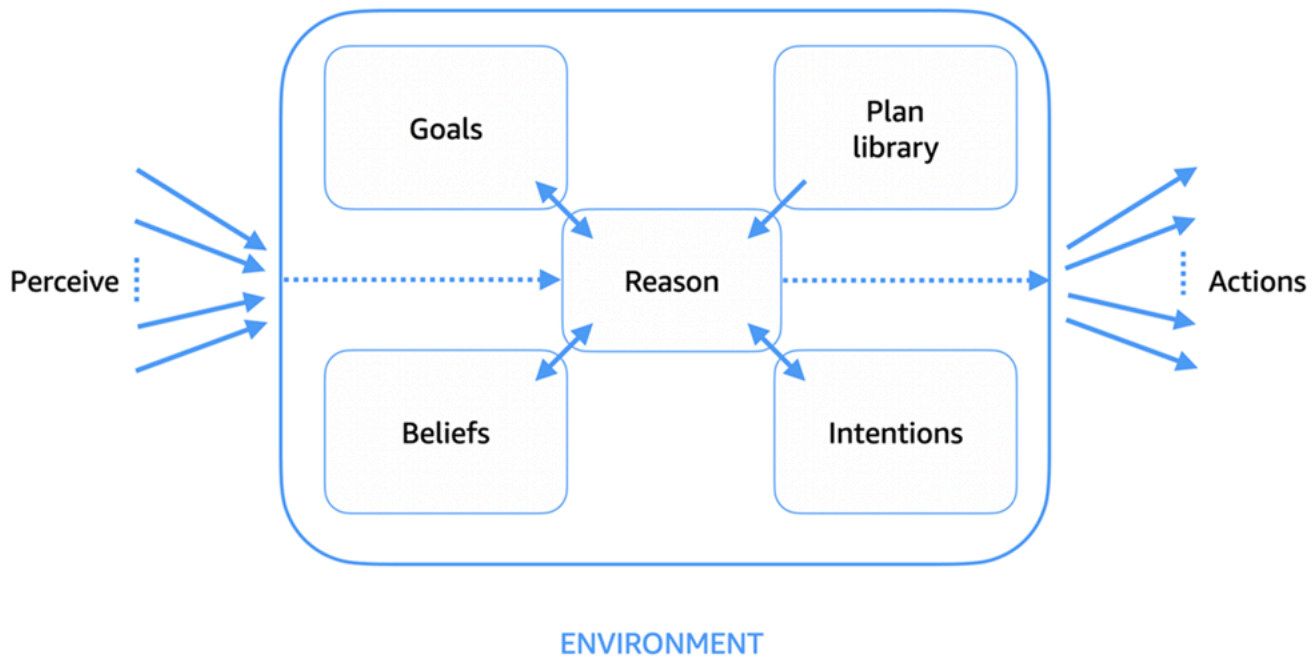 Goals
Plan
library
Perceive
Reason
Actions
Beliefs
Intentions
ENVIRONMENT